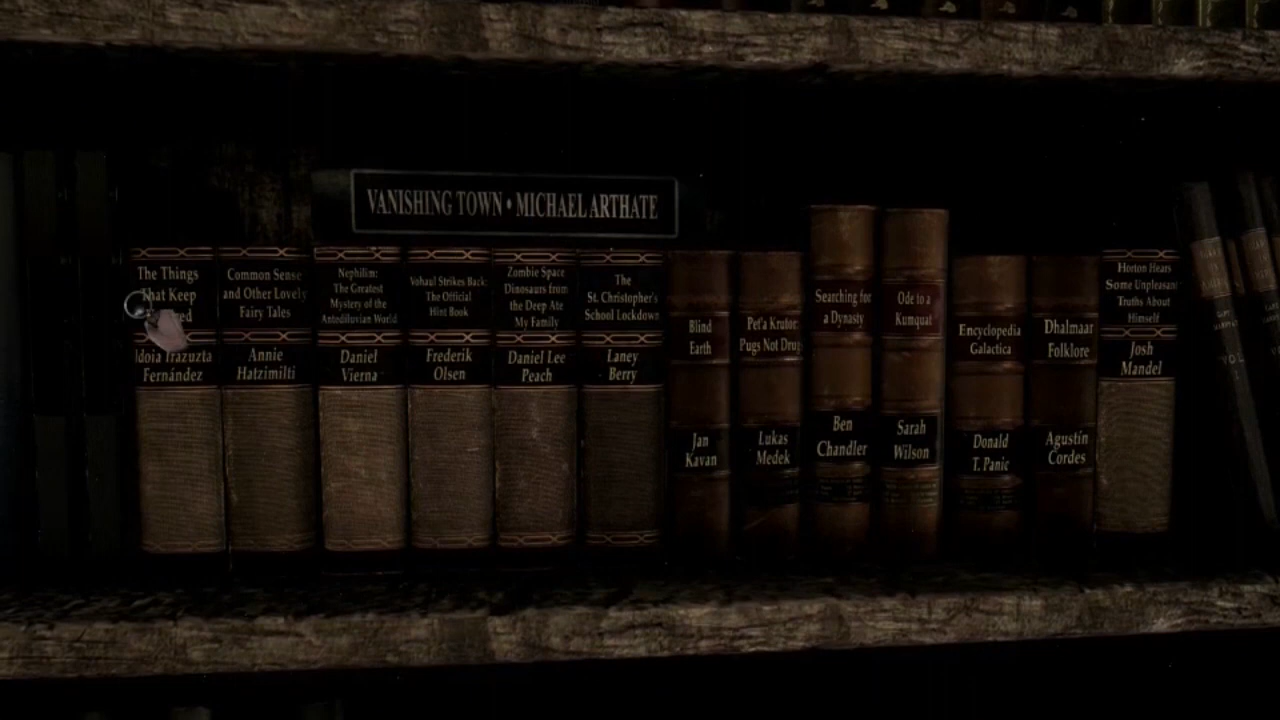 VANISHING TOWN • MICHAEL ARTHATE
The Things
That Keep
Idoia Irazuzta
Fernández
Common Sense
and Other Lovely
Fairy Tales
Annie
Hatzimilti
Nephilim:
The Greatest
Mystery of the
Antediluvian World
Daniel
Vierna
Vohaul Strikes Back:
The Official
Hint Book
Frederik
Olsen
Zombie Space
Dinosaurs from
the Deep Ate
My Family
Daniel Lee
Peach
The
St. Christopher's
School Lockdown
Laney
Berry
Blind
Earth
Jan
Kavan
Pet'a Krutor:
Pugs Not Drugs
Lukas
Medek
Searching for
a Dynasty
Ben
Chandler
Ode to a
Kumquat
Sarah
Wilson
Encyclopedia
Galactica
Donald
T. Panic
Dhalmaar
Folklore
Agustín
Cordes
Horton Hears
Some Unpleasant
Truths About
Himself
Josh
Mandel